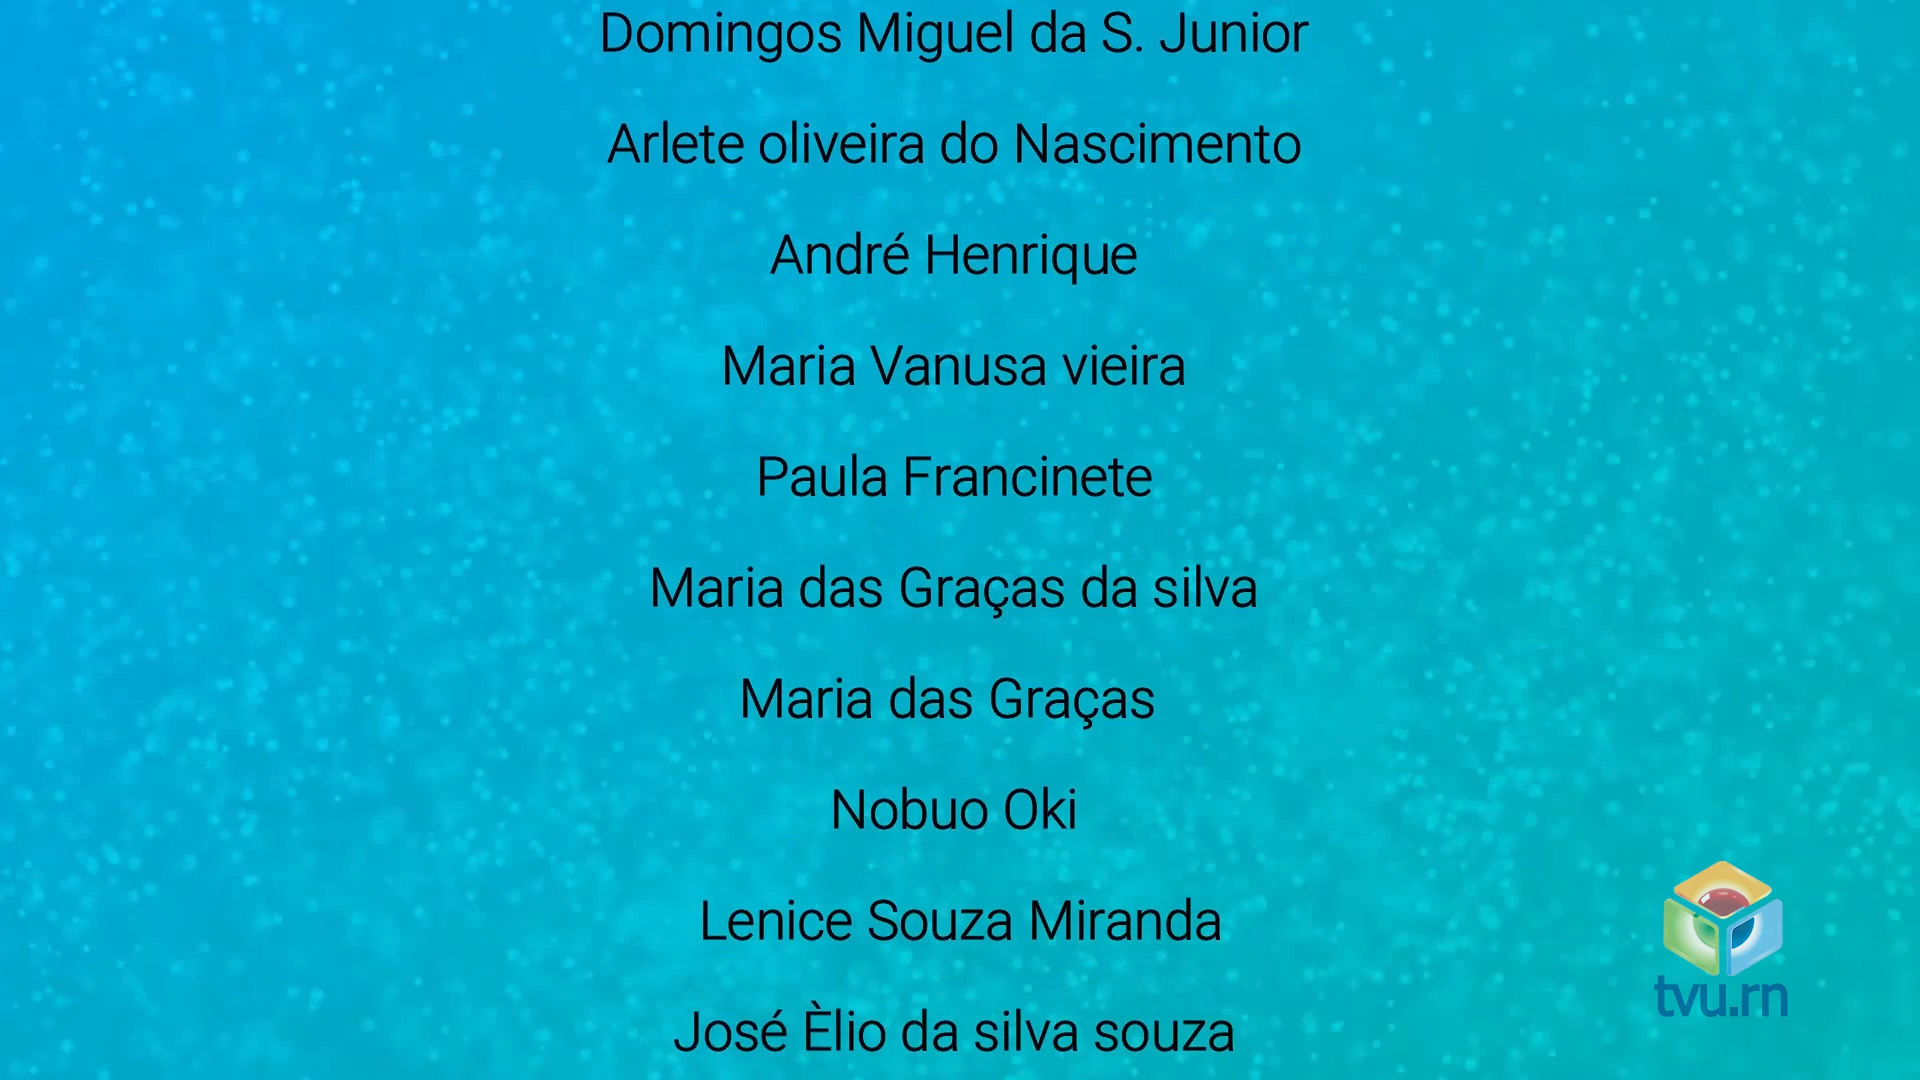 Domingos Miguel da S. Junior
Arlete oliveira do Nascimento
André Henrique
Maria Vanusa vieira
Paula Francinete
Maria das Graças da silva
Maria das Graças
Nobuo Oki
Lenice Souza Miranda
José Èlio da silva souza
tvu.rn